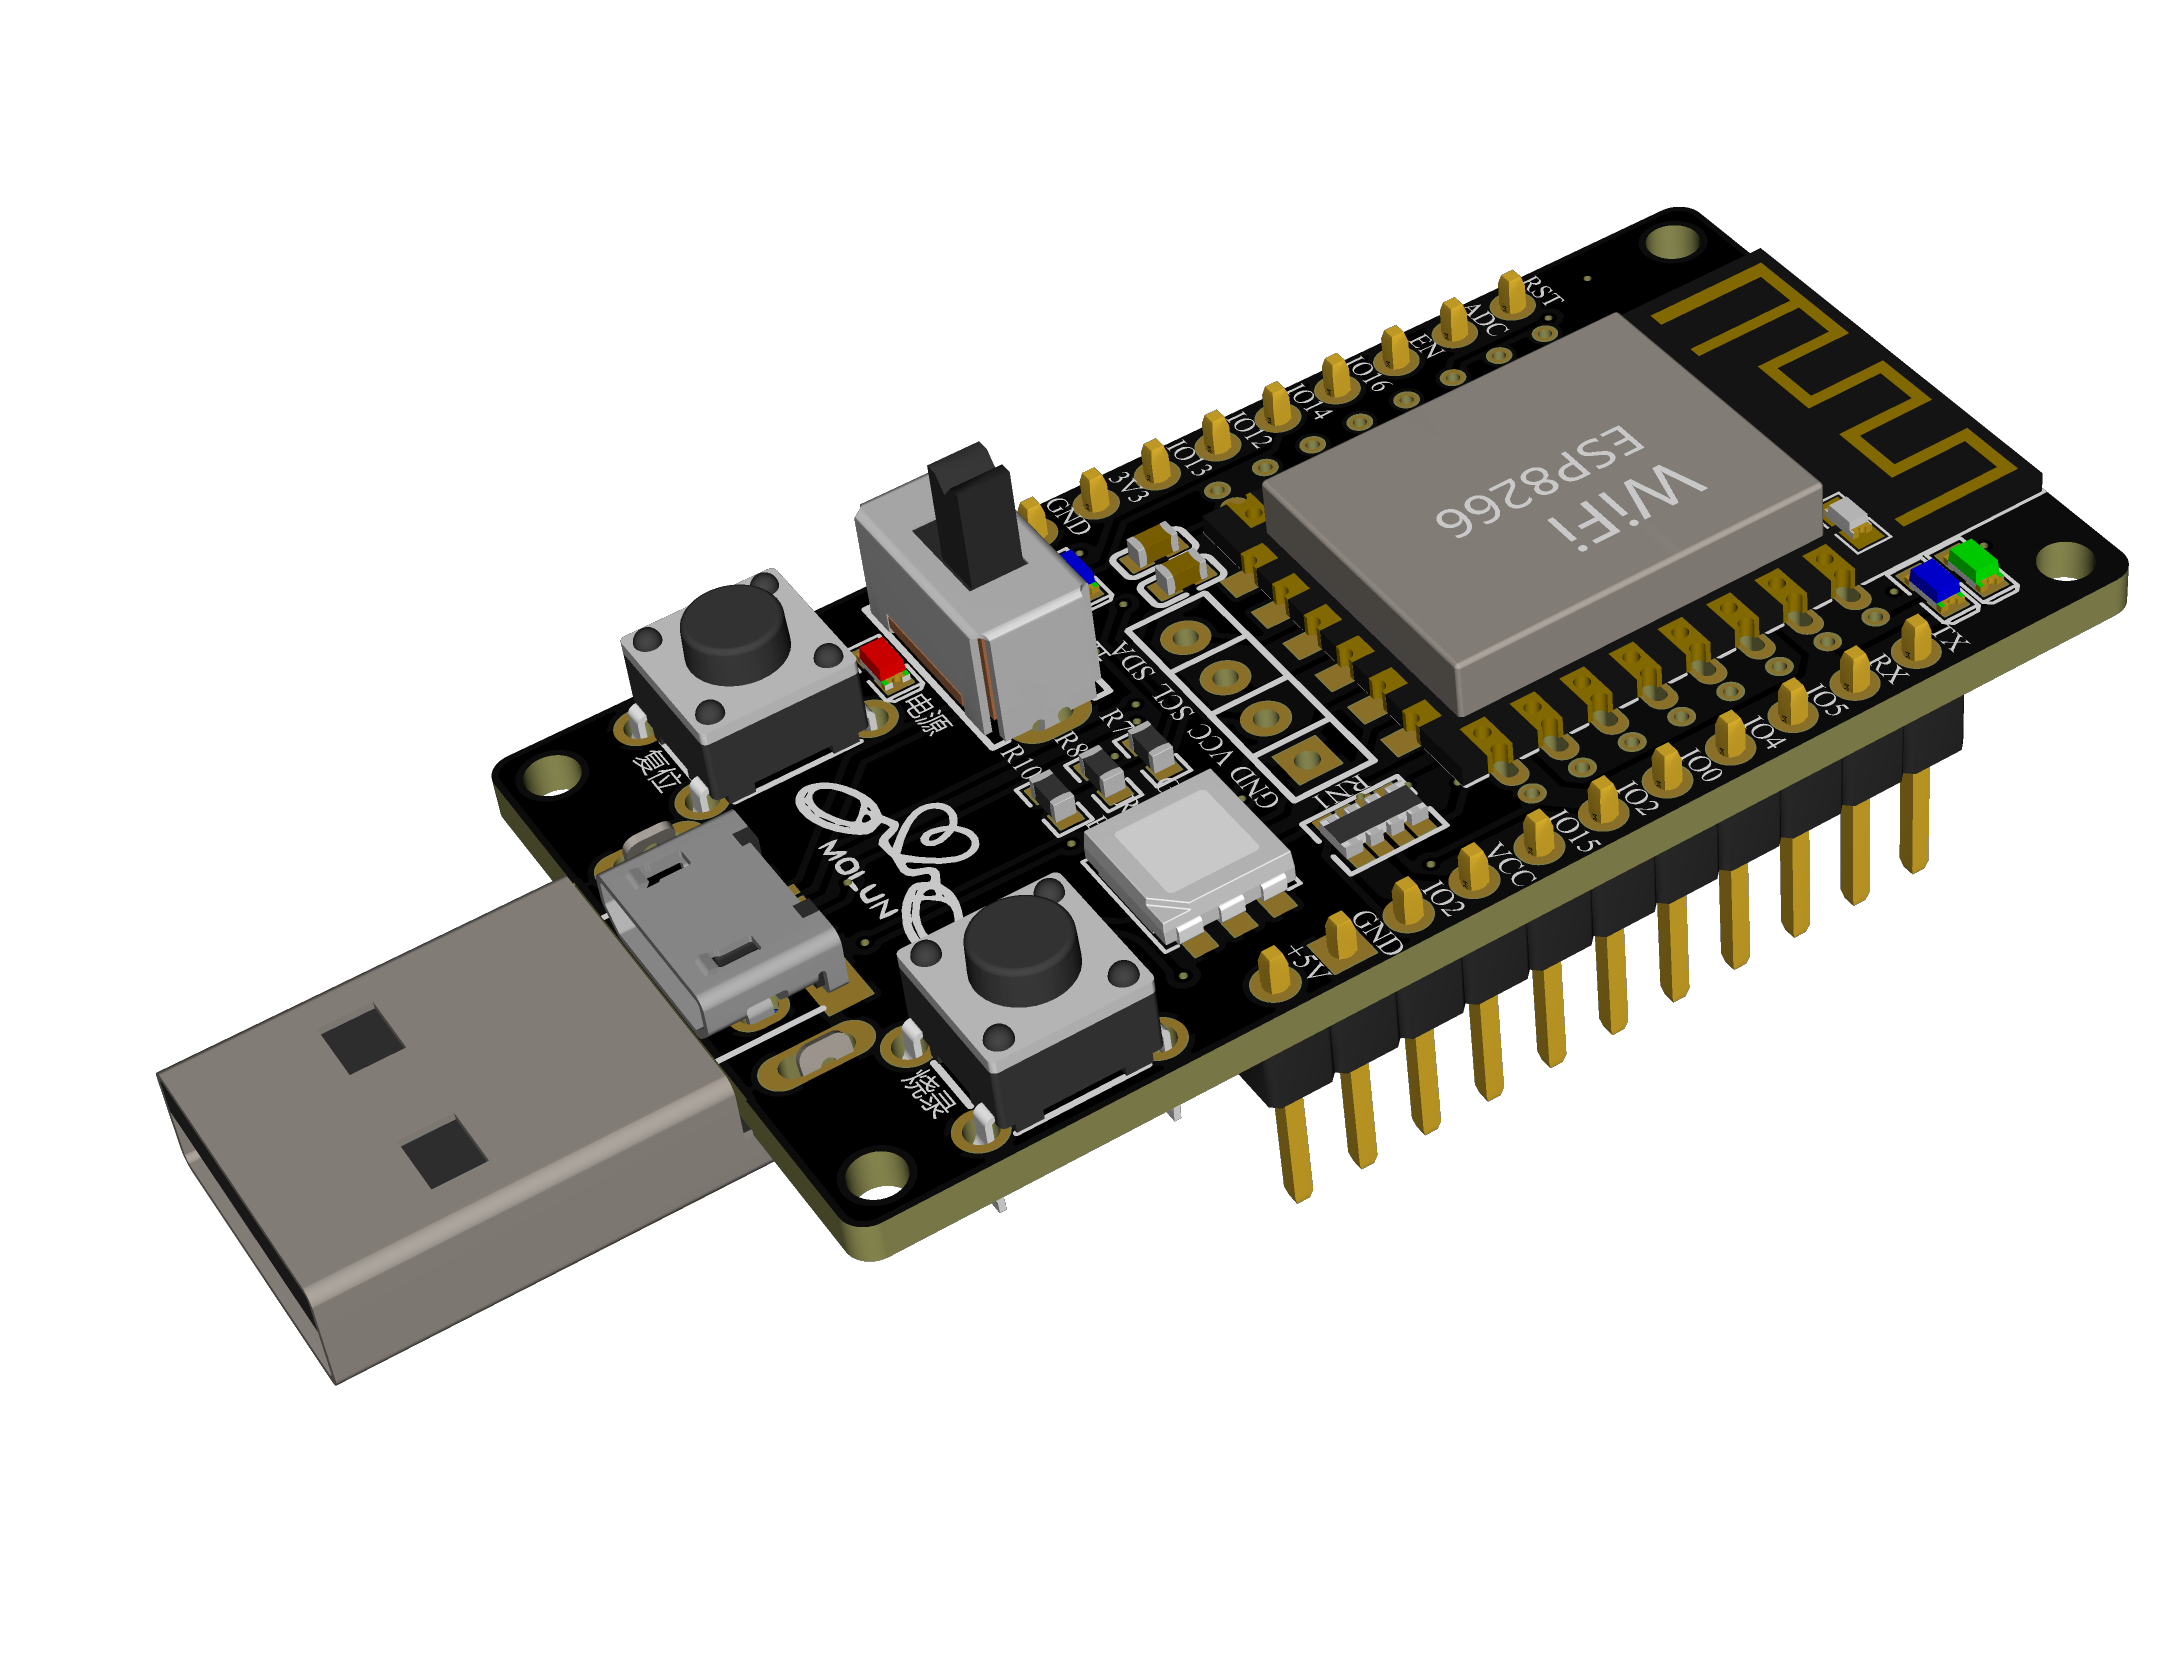 RST
ADC
EN
IO16
IO14
IO12
IO13
3V3
GND
WiFi
ESP8266
SDA
SCL
VCC
GND
电源
复位
R7
R8
R10
MOLUN
烧录
TX
RX
IO5
IO4
IO0
IO2
IO15
VCC
IO2
GND
+5V